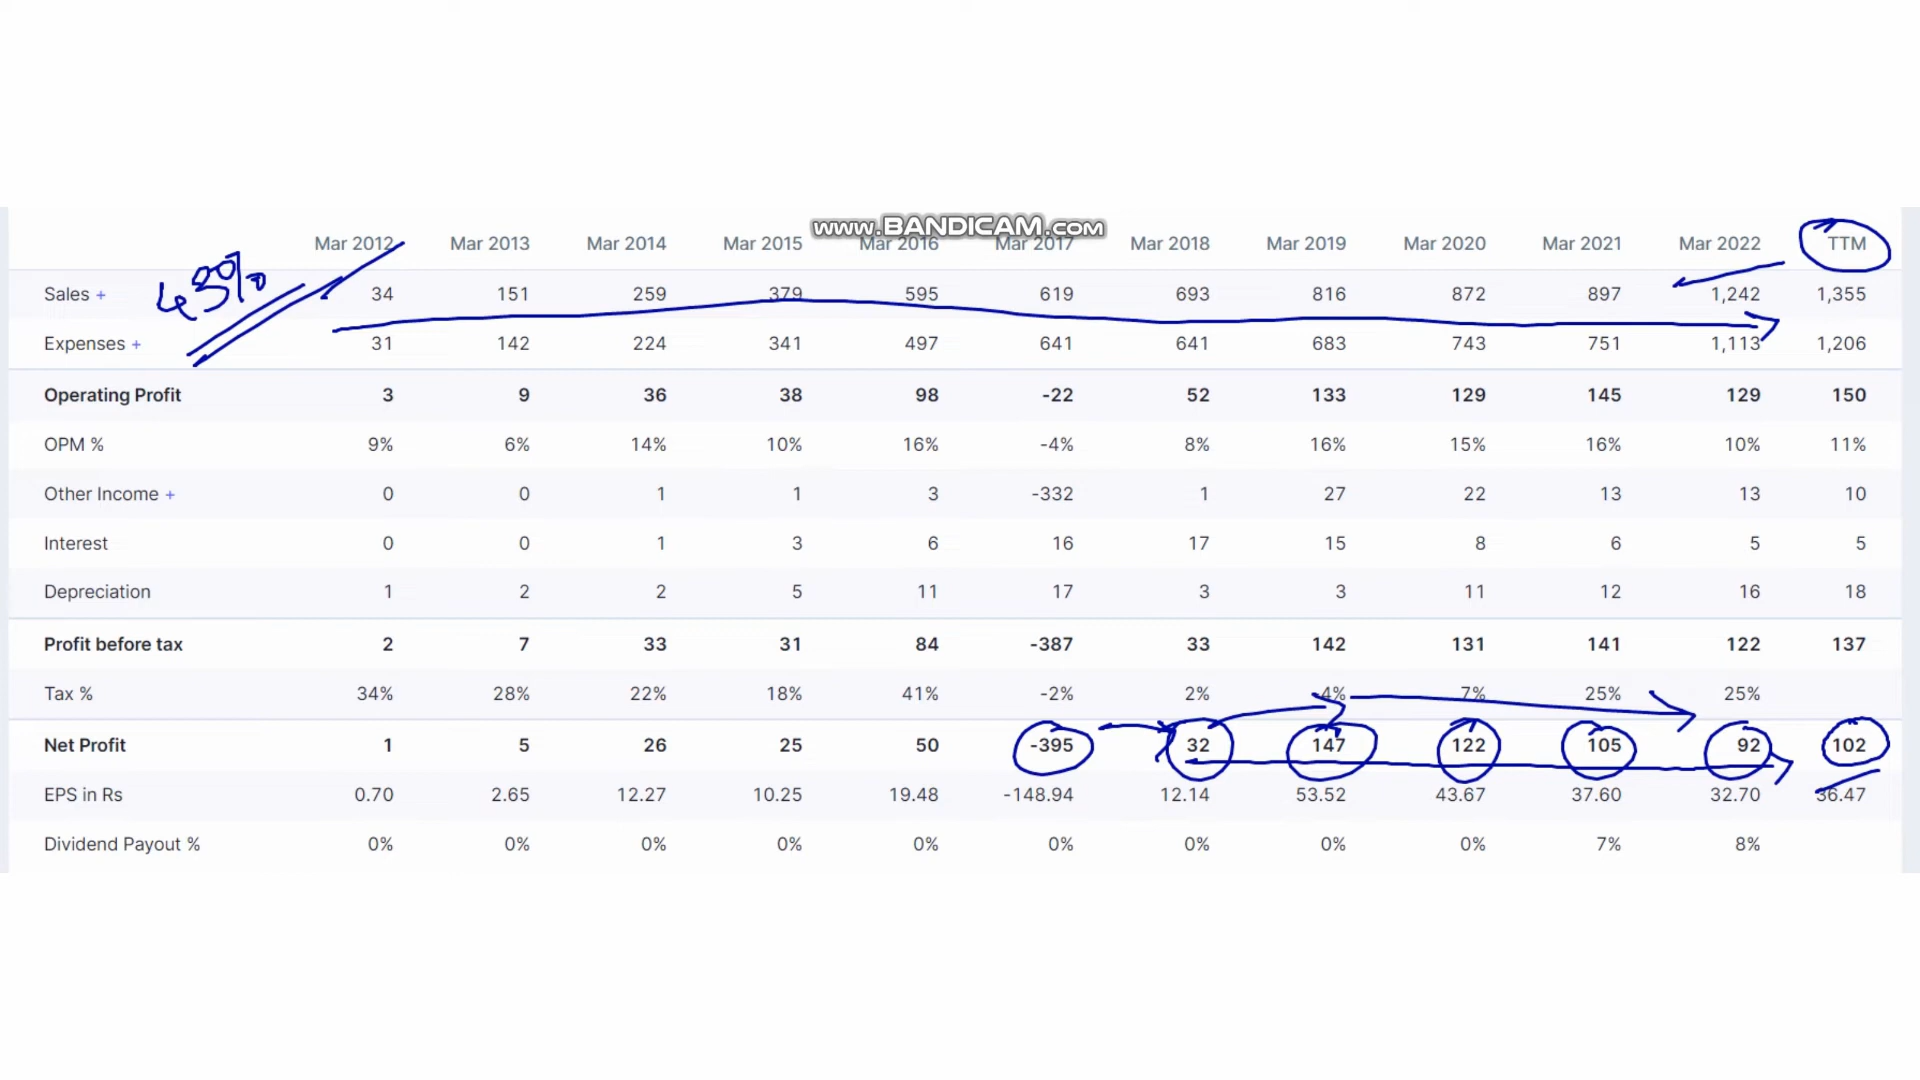 www.BANDICAM.com
Mar 2012 Mar 2013 Mar 2014 Mar 2015 Mar 2016 Mar 2017 Mar 2018 Mar 2019 Mar 2020 Mar 2021 Mar 2022 TTM
43%
Sales + 34 151 259 379 595 619 693 816 872 897 1,242 1,355
Expenses + 31 142 224 341 497 641 641 683 743 751 1,113 1,206
Operating Profit 3 9 36 38 98 -22 52 133 129 145 129 150
OPM % 9% 6% 14% 10% 16% -4% 8% 16% 15% 16% 10% 11%
Other Income + 0 0 1 1 3 -332 1 27 22 13 13 10
Interest 0 0 1 3 6 16 17 15 8 6 5 5
Depreciation 1 2 2 5 11 17 3 3 11 12 16 18
Profit before tax 2 7 33 31 84 -387 33 142 131 141 122 137
Tax % 34% 28% 22% 18% 41% -2% 2% 4% 7% 25% 25%
Net Profit 1 5 26 25 50 -395 32 147 122 105 92 102
EPS in Rs 0.70 2.65 12.27 10.25 19.48 -148.94 12.14 53.52 43.67 37.60 32.70 36.47
Dividend Payout % 0% 0% 0% 0% 0% 0% 0% 0% 0% 7% 8%